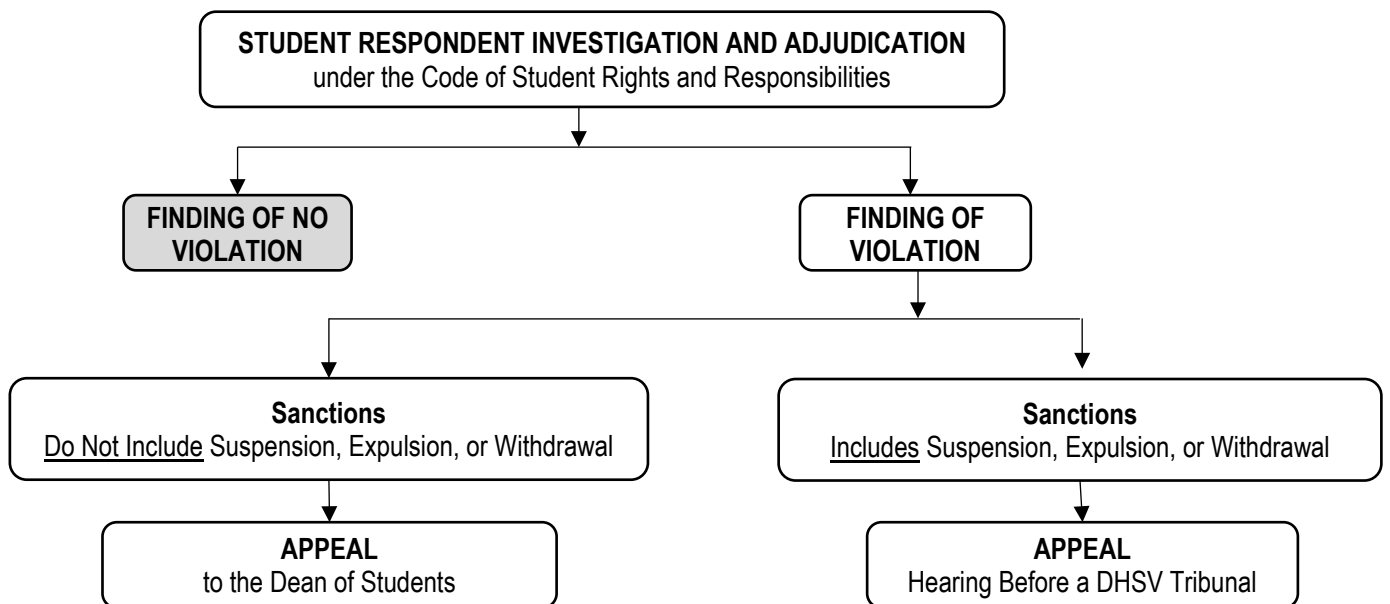 STUDENT RESPONDENT INVESTIGATION AND ADJUDICATION
under the Code of Student Rights and Responsibilities
FINDING OF NO
VIOLATION
FINDING OF
VIOLATION
Sanctions
Do Not Include Suspension, Expulsion, or Withdrawal
Sanctions
Includes Suspension, Expulsion, or Withdrawal
APPEAL
to the Dean of Students
APPEAL
Hearing Before a DHSV Tribunal